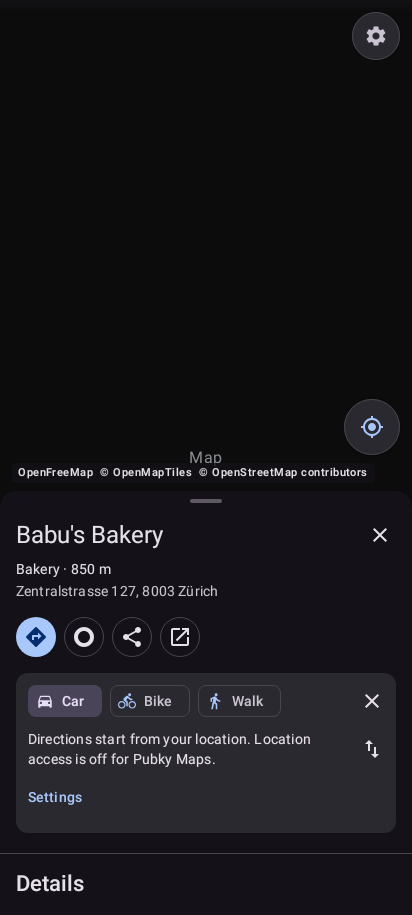 Map
OpenFreeMap © OpenMapTiles © OpenStreetMap contributors
Babu's Bakery
Bakery · 850 m
Zentralstrasse 127, 8003 Zürich
Car Bike Walk
Directions start from your location. Location
access is off for Pubky Maps.
Settings
Details